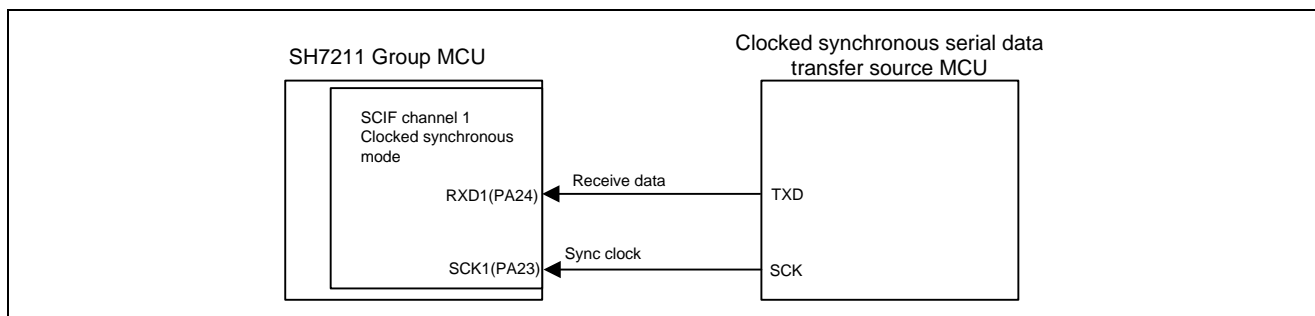 SH7211 Group MCU
Clocked synchronous serial data
transfer source MCU
SCIF channel 1
Clocked synchronous
mode
RXD1(PA24)
Receive data
TXD
SCK1(PA23)
Sync clock
SCK